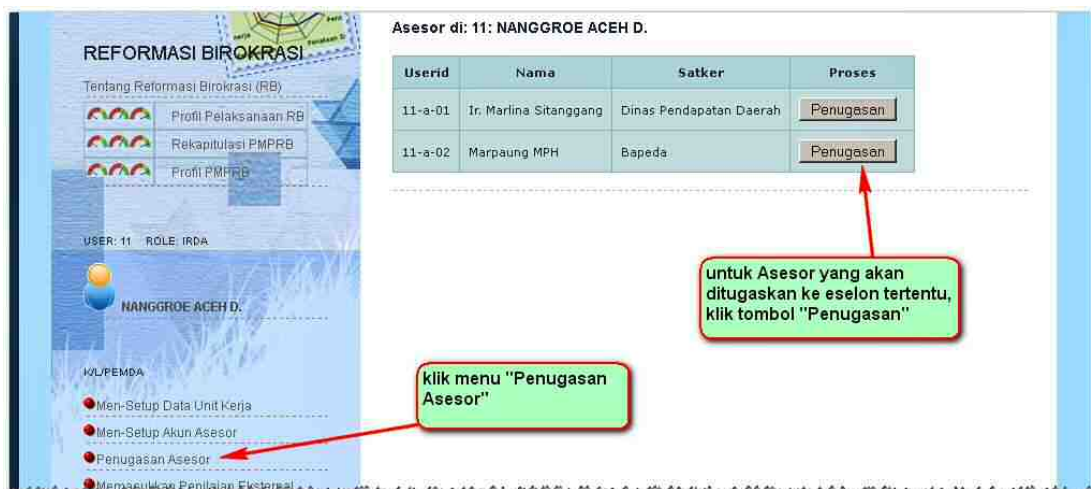 REFORMASI BIROKRASI
Tentang Reformasi Birokrasi (RB)
Profil Pelaksanaan RB
Rekapitulasi PMPRB
Profil PMPRB
USER: 11 ROLE: IRDA
NANGGROE ACEH D.
K/L/PEMDA
Men-Setup Data Unit Kerja
Men-Setup Akun Asesor
Penugasan Asesor
Memasukkan Penilaian Eksternal
Asesor di: 11: NANGGROE ACEH D.
Userid Nama Satker Proses
11-a-01 Ir. Marlina Sitanggang Dinas Pendapatan Daerah Penugasan
11-a-02 Marpaung MPH Bapeda Penugasan
untuk Asesor yang akan
ditugaskan ke eselon tertentu,
klik tombol "Penugasan"
klik menu "Penugasan
Asesor"